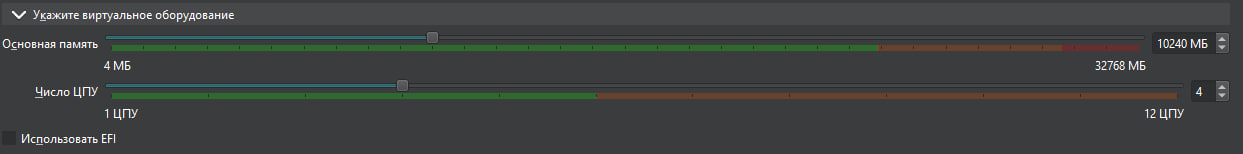 Укажите виртуальное оборудование
Основная память
10240 МБ
4 МБ
32768 МБ
Число ЦПУ
4
1 ЦПУ
12 ЦПУ
Использовать EFI